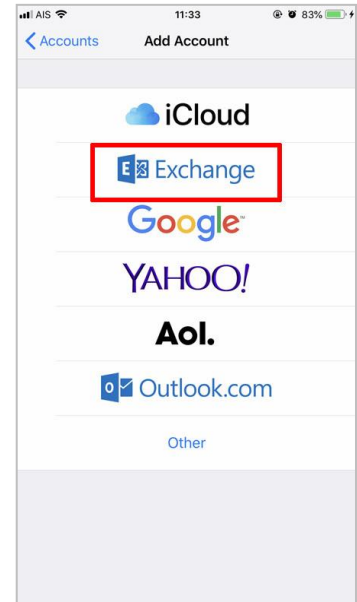 AIS 11:33 83%
Accounts Add Account
iCloud
E Exchange
Google
YAHOO!
Aol.
o Outlook.com
Other